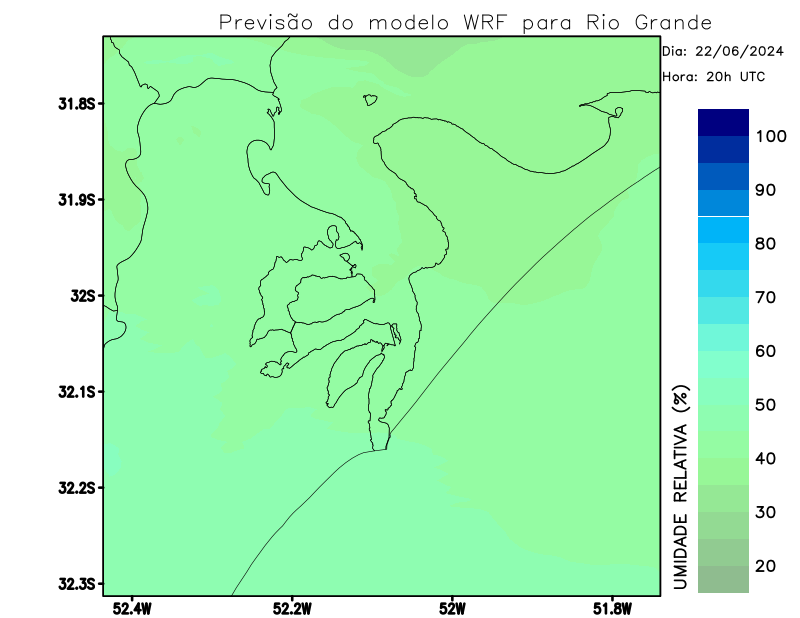 Previsão do modelo WRF para Rio Grande
Dia: 22/06/2024
Hora: 20h UTC
31.8S
31.9S
32S
32.1S
32.2S
32.3S
52.4W
52.2W
52W
51.8W
100
90
80
70
60
50
40
30
20
UMIDADE RELATIVA (%)